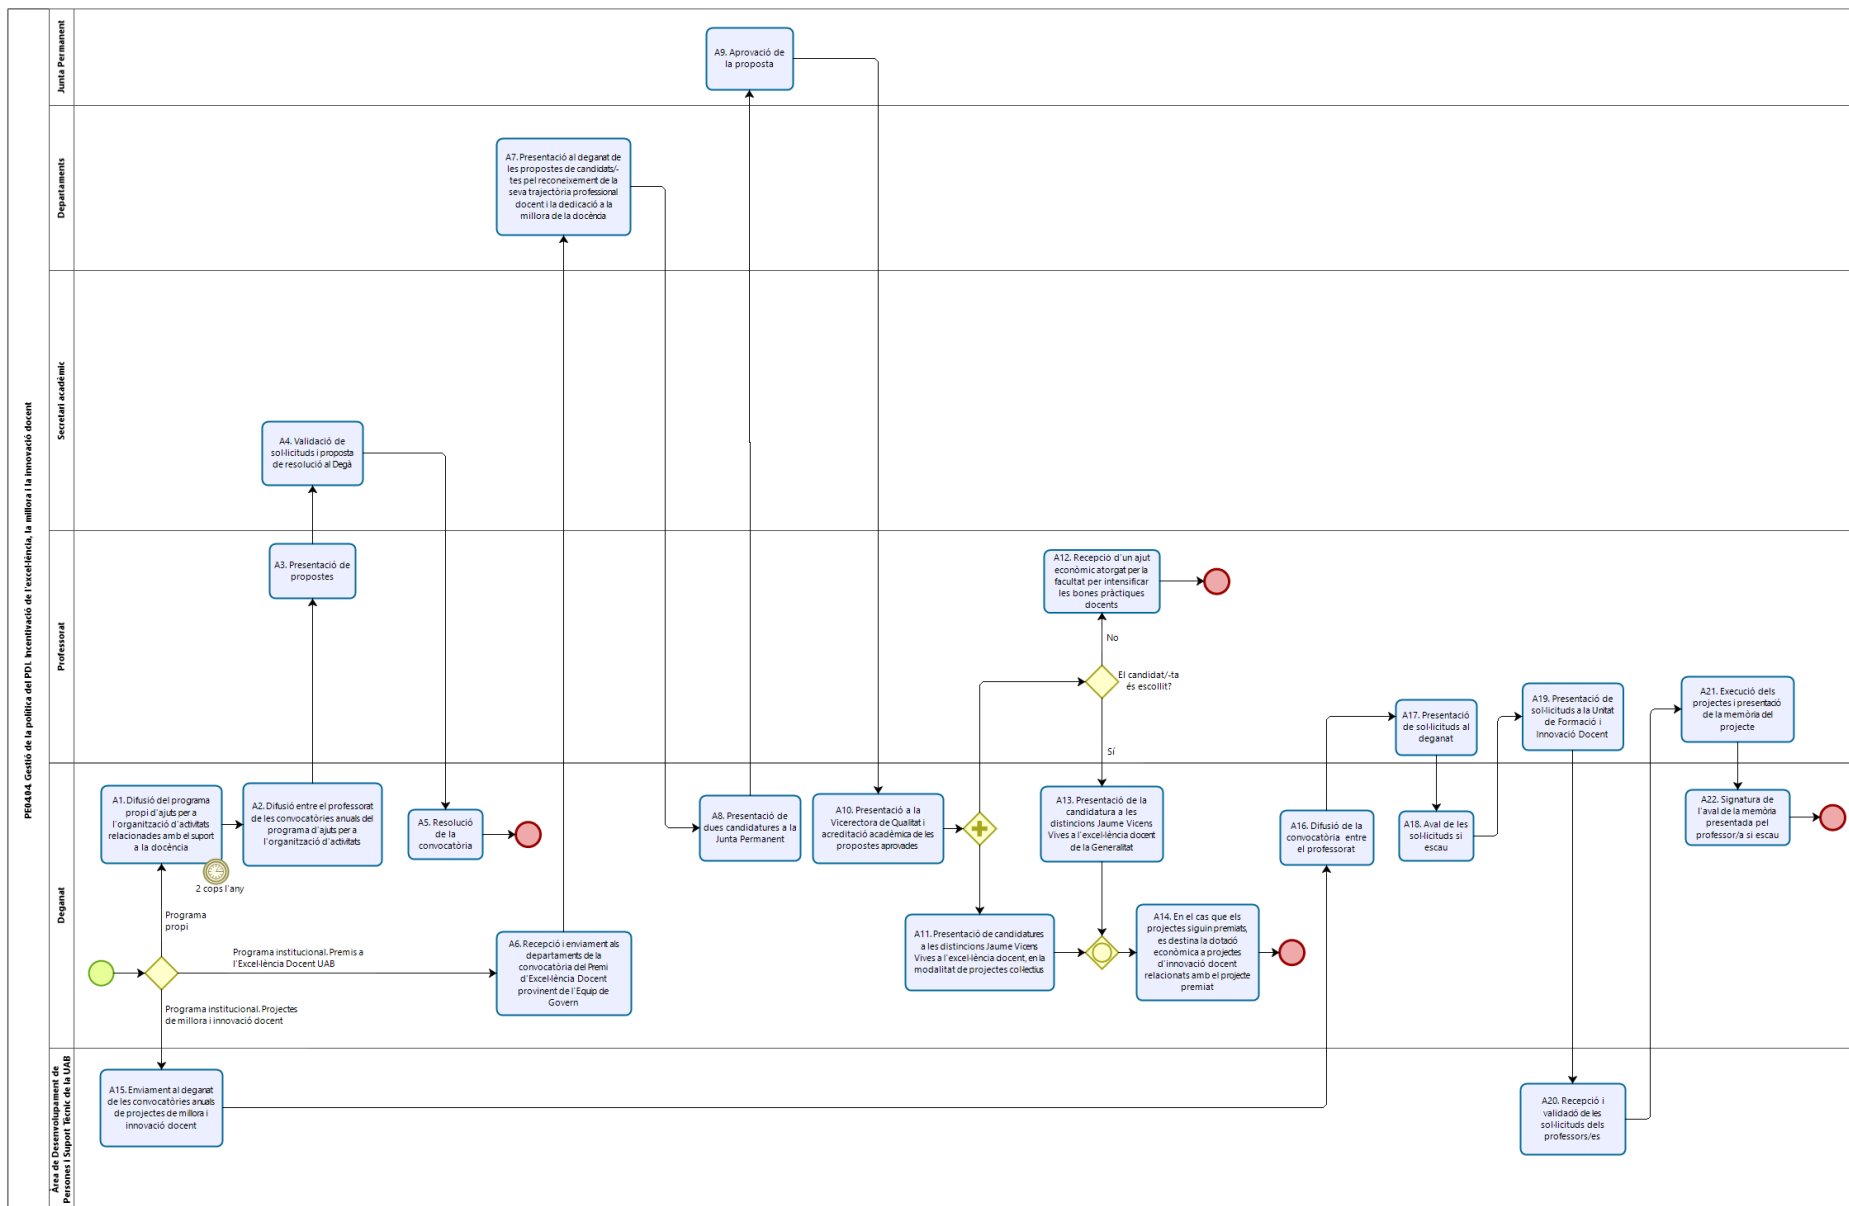 PE04.04. Gestió de la política del PDI. Incentivació de l'excel·lència, la millora i la innovació docent
Junta Permanent
A9. Aprovació de
la proposta
Departaments
A7. Presentació al deganat de
les propostes de candidats/-
tes pel reconeixement de la
seva trajectòria professional
docent i la dedicació a la
millora de la docència
Secretari acadèmic
A4. Validació de
sol·licituds i proposta
de resolució al Degà
Professorat
A3. Presentació de
propostes
A12. Recepció d'un ajut
econòmic atorgat per la
facultat per intensificar
les bones pràctiques
docents
No
El candidat/-ta
és escollit?
Sí
A17. Presentació
de sol·licituds al
deganat
A19. Presentació de
sol·licituds a la Unitat
de Formació i
Innovació Docent
A21. Execució dels
projectes i presentació
de la memòria del
projecte
Deganat
A1. Difusió del programa
propi d'ajuts per a
l'organització d'activitats
relacionades amb el suport
a la docència
2 cops l'any
A2. Difusió entre el professorat
de les convocatòries anuals del
programa d'ajuts per a
l'organització d'activitats
A5. Resolució
de la
convocatòria
A8. Presentació de
dues candidatures a la
Junta Permanent
A10. Presentació a la
Vicerectora de Qualitat i
acreditació acadèmica de les
propostes aprovades
A13. Presentació de la
candidatura a les
distincions Jaume Vicens
Vives a l'excel·lència docent
de la Generalitat
A16. Difusió de la
convocatòria entre
el professorat
A18. Aval de les
sol·licituds si
escau
A22. Signatura de
l'aval de la memòria
presentada pel
professor/a si escau
Programa
propi
Programa institucional. Premis a
l'Excel·lència Docent UAB
Programa institucional. Projectes
de millora i innovació docent
A6. Recepció i enviament als
departaments de la
convocatòria del Premi
d'Excel·lència Docent
provinent de l'Equip de
Govern
A11. Presentació de candidatures
a les distincions Jaume Vicens
Vives a l'excel·lència docent, en la
modalitat de projectes col·lectius
A14. En el cas que els
projectes siguin premiats,
es destina la dotació
econòmica a projectes
d'innovació docent
relacionats amb el projecte
premiat
Àrea de Desenvolupament de
Persones i Suport Tècnic de la UAB
A15. Enviament al deganat
de les convocatòries anuals
de projectes de millora i
innovació docent
A20. Recepció i
validadó de les
sol·licituds dels
professors/es